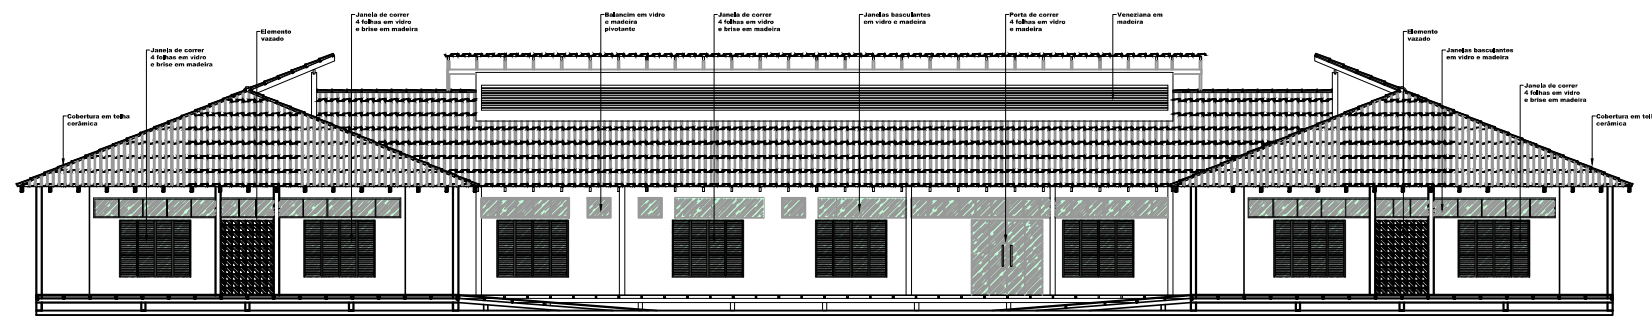 Janela de correr
4 folhas em vidro
e brise em madeira
Balancim em vidro
e madeira
pivotante
Janela de correr
4 folhas em vidro
e brise em madeira
Janelas basculantes
em vidro e madeira
Porta de correr
4 folhas em vidro
e madeira
Veneziana em
madeira
Elemento
vazado
Elemento
vazado
Janela de correr
4 folhas em vidro
e brise em madeira
Janelas basculantes
em vidro e madeira
Janela de correr
4 folhas em vidro
e brise em madeira
Cobertura em telha
cerâmica
Cobertura em tel
cerâmica